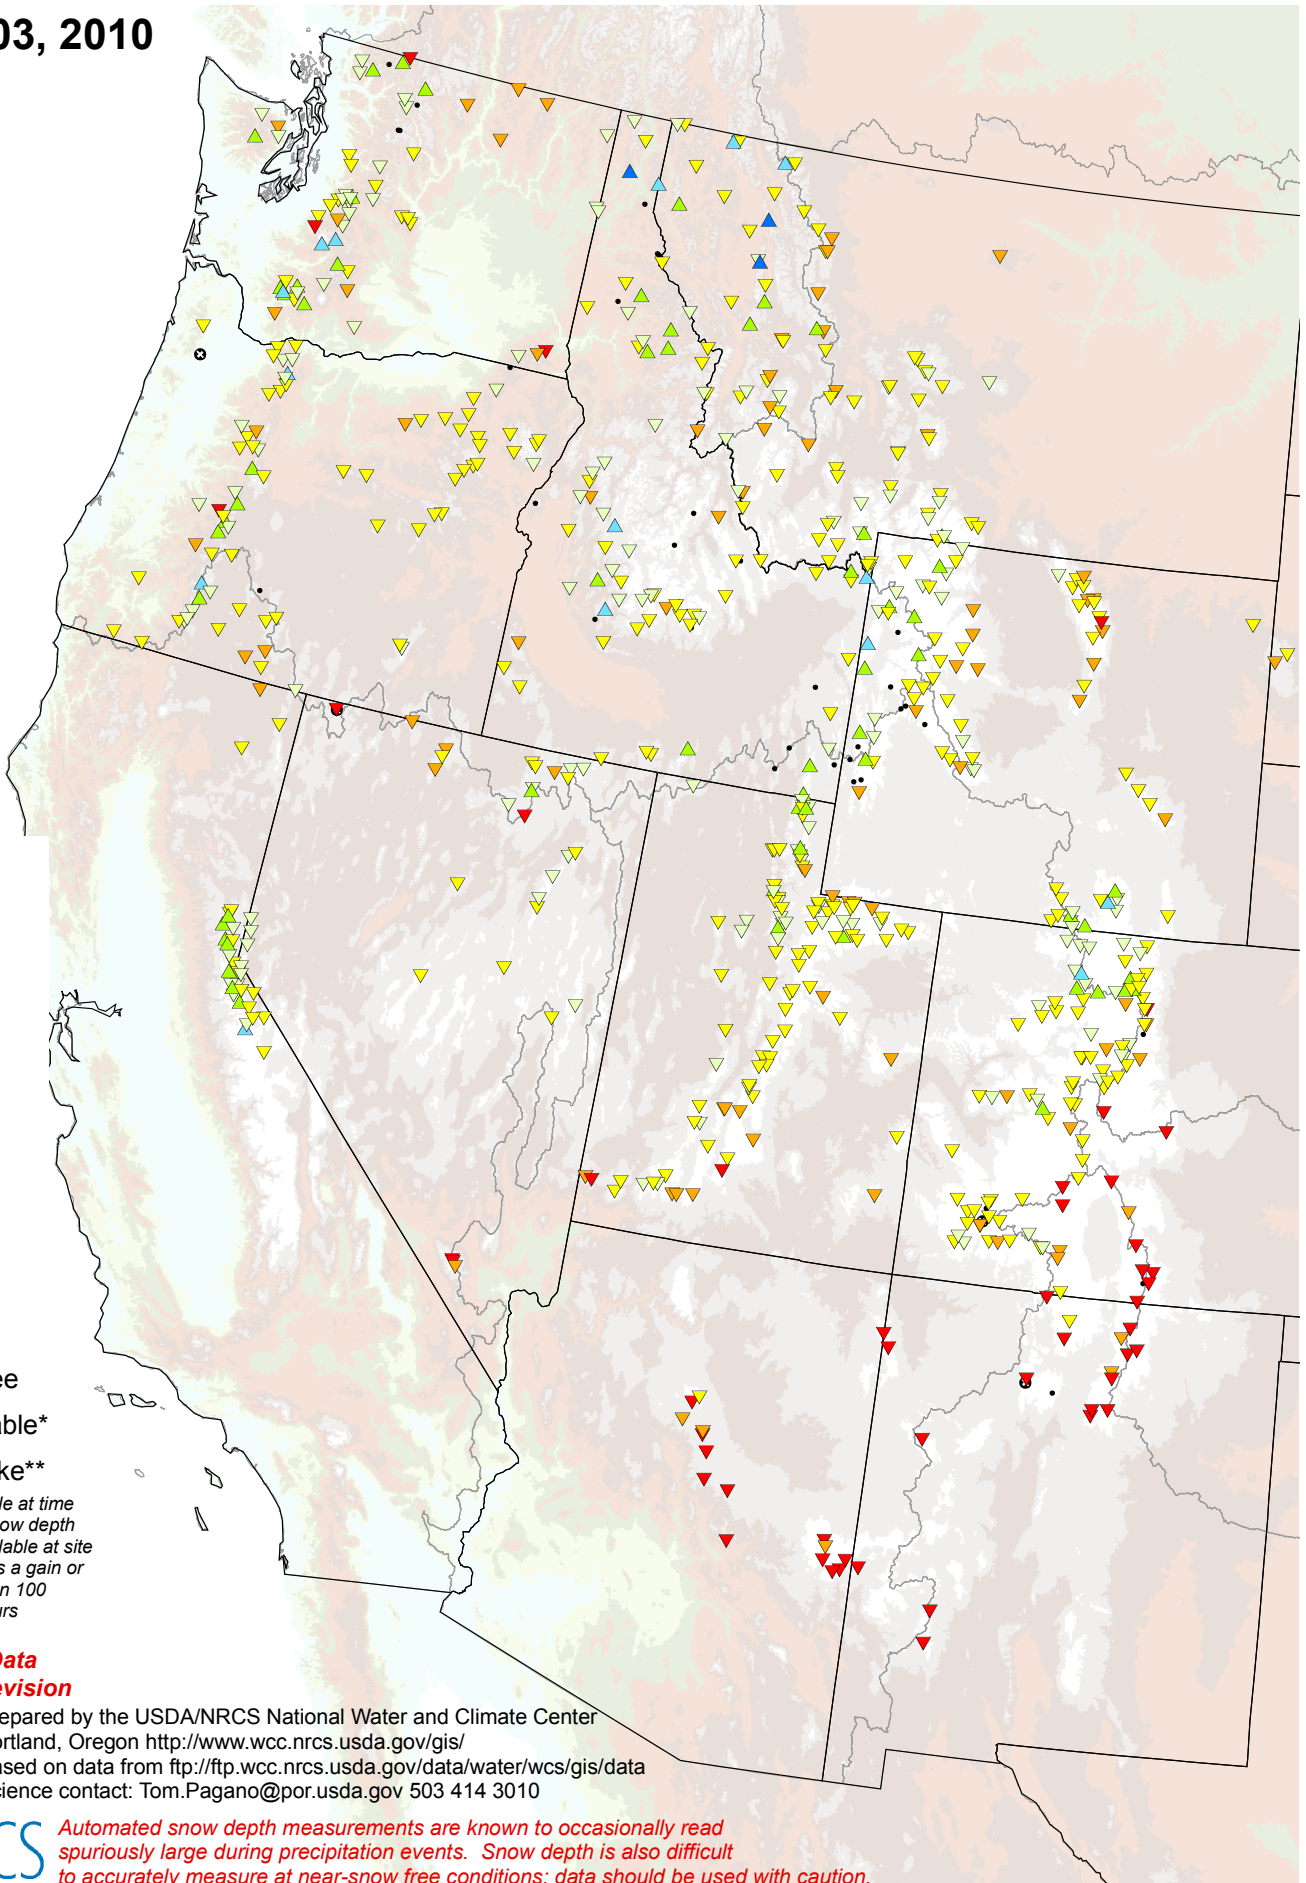 03, 2010
ee
able*
ke**
le at time
ow depth
ilable at site
s a gain or
n 100
urs
Data
evision
epared by the USDA/NRCS National Water and Climate Center
ortland, Oregon http://www.wcc.nrcs.usda.gov/gis/
ased on data from ftp://ftp.wcc.nrcs.usda.gov/data/water/wcs/gis/data
cience contact: Tom.Pagano@por.usda.gov 503 414 3010
CS
Automated snow depth measurements are known to occasionally read
spuriously large during precipitation events. Snow depth is also difficult
to accurately measure at near-snow free conditions; data should be used with caution.